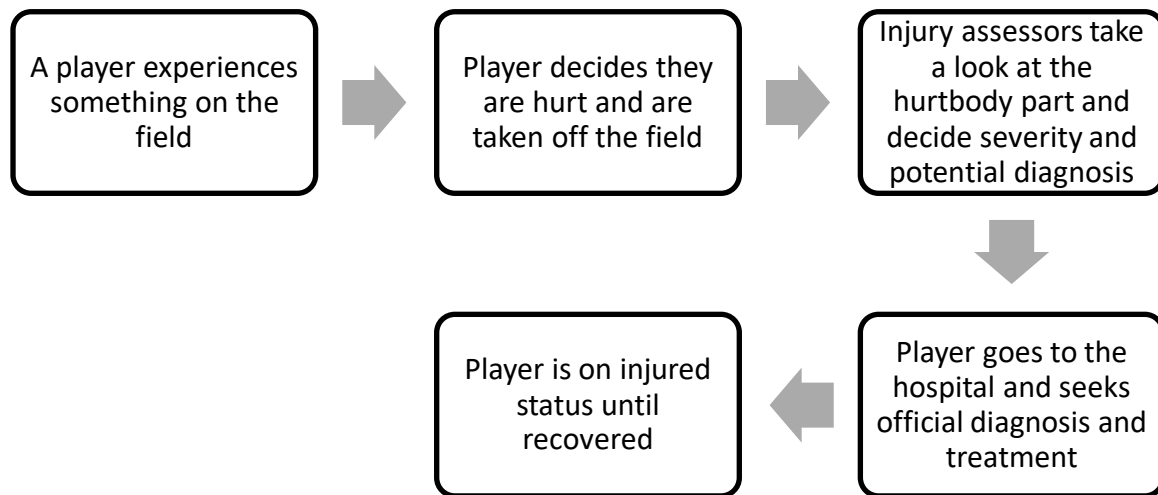 A player experiences
something on the
field
Player decides they
are hurt and are
taken off the field
Injury assessors take
a look at the
hurtbody part and
decide severity and
potential diagnosis
Player goes to the
hospital and seeks
official diagnosis and
treatment
Player is on injured
status until
recovered